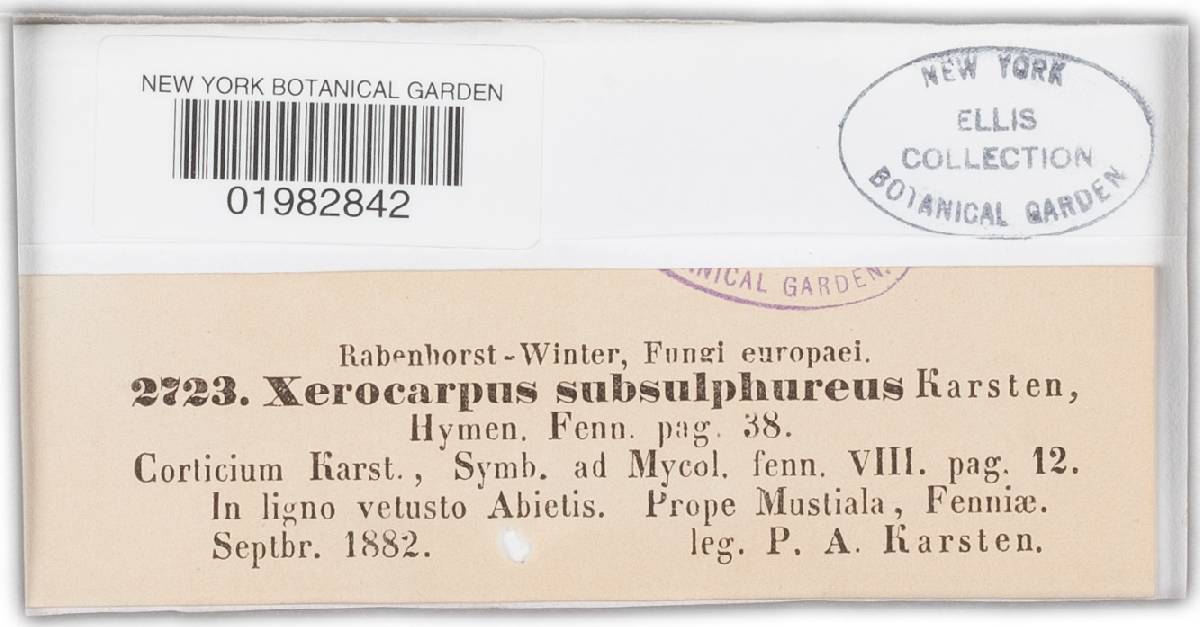 NEW YORK BOTANICAL GARDEN
01982842
NEW YORK
ELLIS
COLLECTION
BOTANICAL GARDEN
NICAL GARDEN.
Rabenhorst-Winter, Fungi europaei.
2723. Xerocarpus subsulphureus Karsten,
Hymen. Fenn. pag. 38.
Corticium Karst., Symb. ad Mycol. fenn. VIII. pag. 12.
In ligno vetusto Abietis. Prope Mustiala, Fenniæ.
Septbr. 1882. leg. P. A. Karsten.